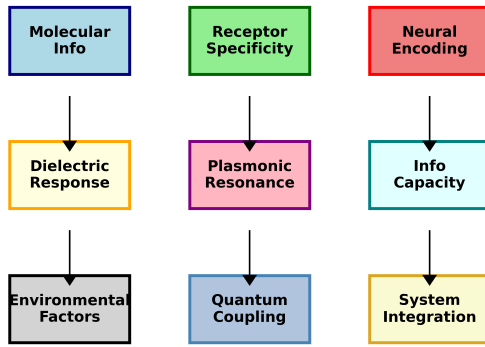 Molecular
Info
Receptor
Specificity
Neural
Encoding
Dielectric
Response
Plasmonic
Resonance
Info
Capacity
Environmental
Factors
Quantum
Coupling
System
Integration